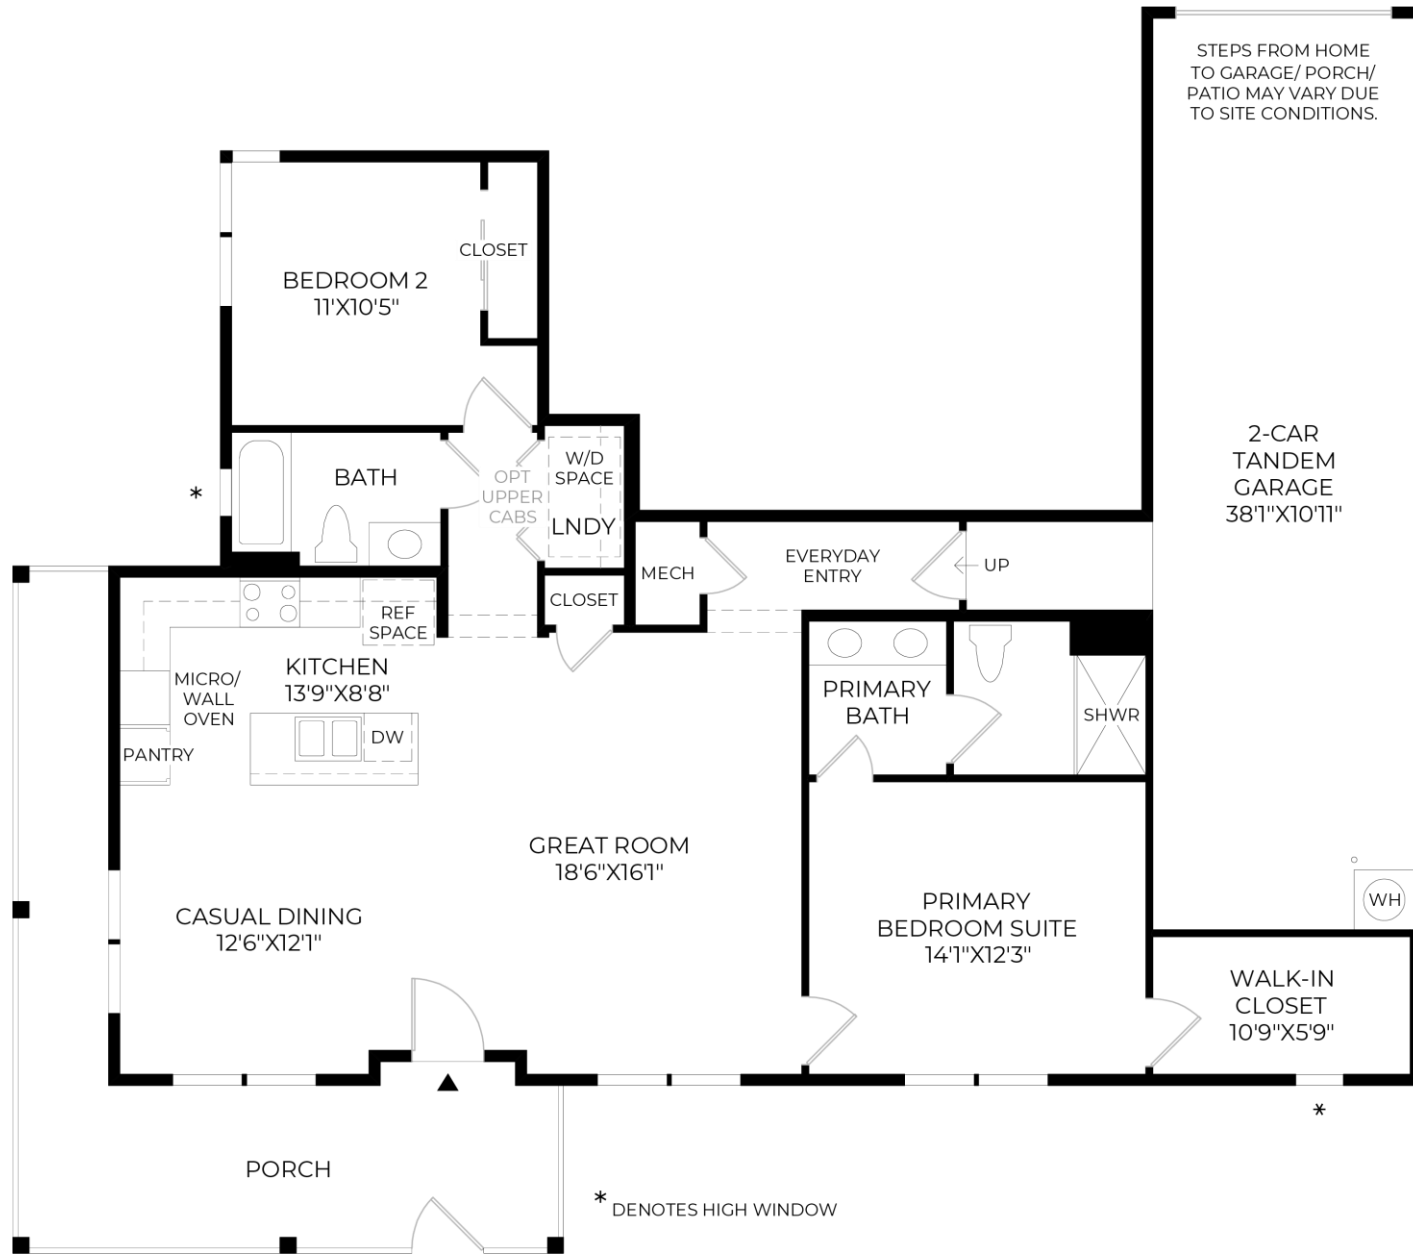 STEPS FROM HOME
TO GARAGE/ PORCH/
PATIO MAY VARY DUE
TO SITE CONDITIONS.
CLOSET
BEDROOM 2
11'X10'5"
2-CAR
TANDEM
GARAGE
38'1"X10'11"
BATH
W/D
SPACE
OPT
UPPER
CABS
LNDY
*
EVERYDAY
ENTRY
UP
MECH
CLOSET
REF
SPACE
KITCHEN
13'9"X8'8"
MICRO/
WALL
OVEN
PRIMARY
BATH
SHWR
DW
PANTRY
GREAT ROOM
18'6"X16'1"
CASUAL DINING
12'6"X12'1"
PRIMARY
BEDROOM SUITE
14'1"X12'3"
WH
WALK-IN
CLOSET
10'9"X5'9"
*
PORCH
* DENOTES HIGH WINDOW